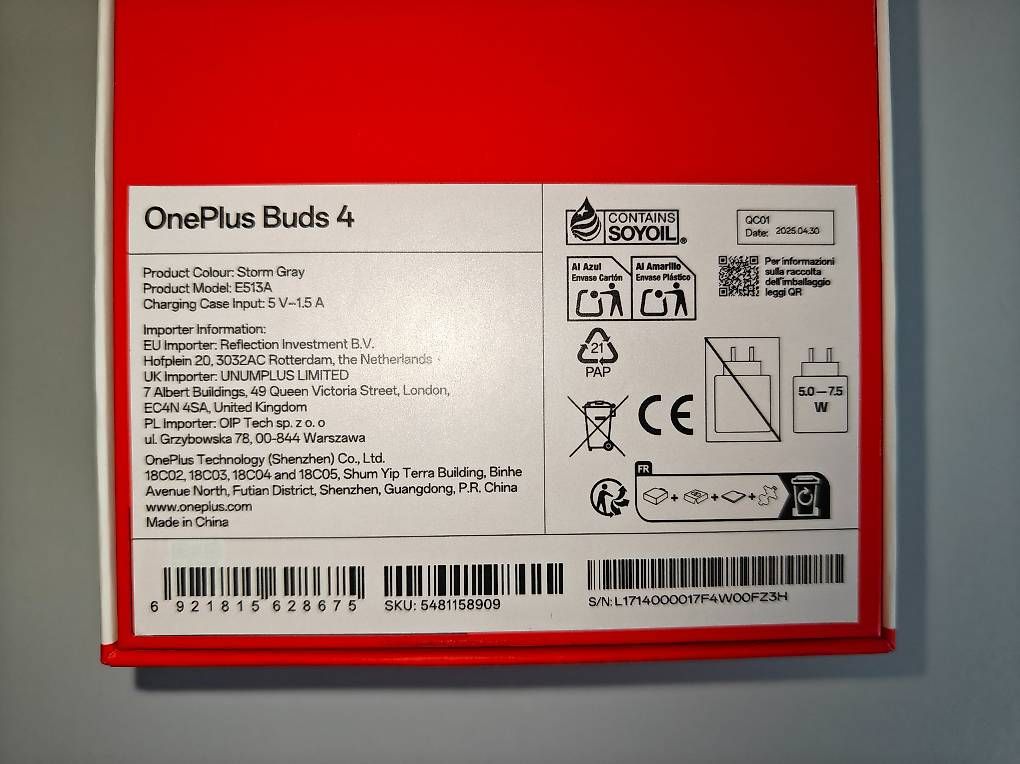 OnePlus Buds 4
Product Colour: Storm Gray
Product Model: E513A
Charging Case Input: 5 V⎓1.5 A
Importer Information:
EU Importer: Reflection Investment B.V.
Hofplein 20, 3032AC Rotterdam, the Netherlands
UK Importer: UNUMPLUS LIMITED
7 Albert Buildings, 49 Queen Victoria Street, London,
EC4N 4SA, United Kingdom
PL Importer: OIP Tech sp. z o. o
ul. Grzybowska 78, 00-844 Warszawa
OnePlus Technology (Shenzhen) Co., Ltd.
18C02, 18C03, 18C04 and 18C05, Shum Yip Terra Building, Binhe
Avenue North, Futian District, Shenzhen, Guangdong, P.R. China
www.oneplus.com
Made in China
CONTAINS
SOYOIL®
QC01
Date: 2025.04.30
Al Azul
Envase Cartón
Al Amarillo
Envase Plástico
Per informazioni
sulla raccolta
dell'imballaggio
leggi QR
21
PAP
CE
5.0 — 7.5
W
FR
6 921815 628675
SKU: 5481158909
S/N: L1714000017F4W00FZ3H